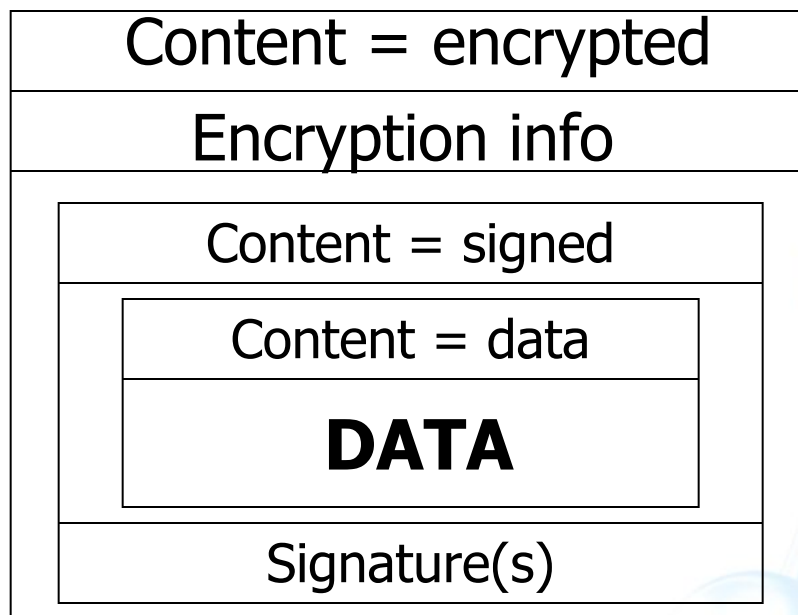 Content = encrypted
Encryption info
Content = signed
Content = data
DATA
Signature(s)